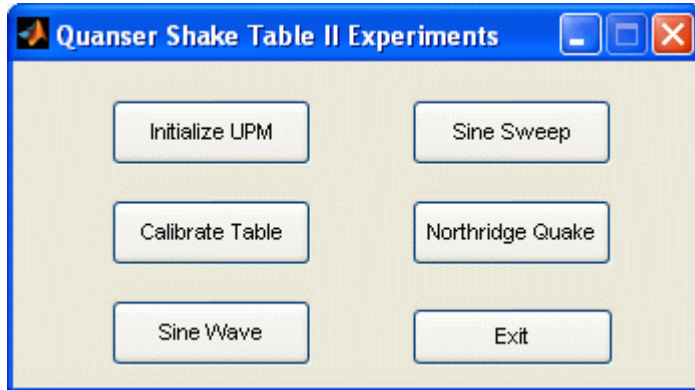 Quanser Shake Table II Experiments
Initialize UPM
Sine Sweep
Calibrate Table
Northridge Quake
Sine Wave
Exit